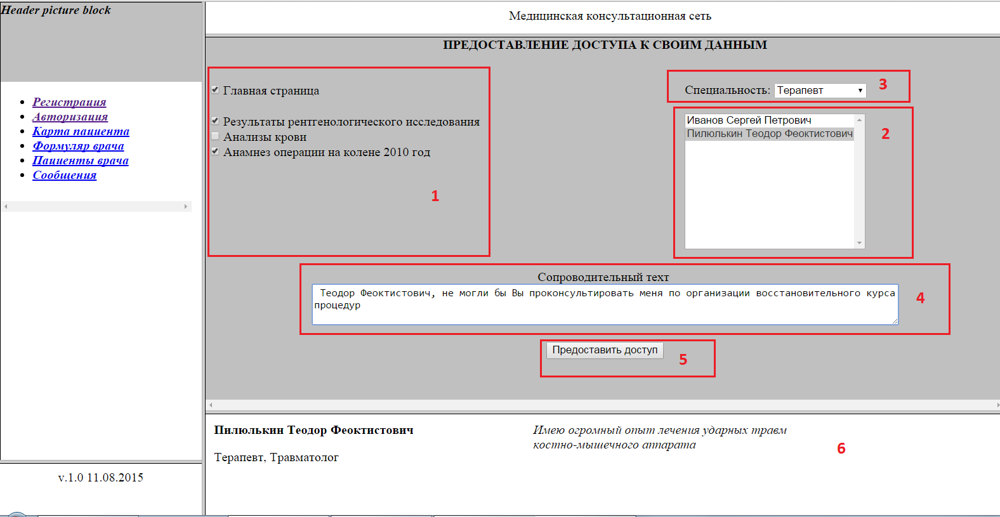 Header picture block
Регистрация
Авторизация
Карта пациента
Формуляр врача
Пациенты врача
Сообщения
v.1.0 11.08.2015
Медицинская консультационная сеть
ПРЕДОСТАВЛЕНИЕ ДОСТУПА К СВОИМ ДАННЫМ
Главная страница
Результаты рентгенологического исследования
Анализы крови
Анамнез операции на колене 2010 год
1
Специальность: Терапевт
3
Иванов Сергей Петрович
Пилюлькин Теодор Феоктистович
2
Сопроводительный техт
Теодор Феоктистович, не могли бы Вы проконсультировать меня по организации восстановительного курса
процедур
4
Предоставить доступ
5
Пилюлькин Теодор Феоктистович
Терапевт, Травматолог
Имею огромный опыт лечения ударных травм
костно-мышечного аппарата
6